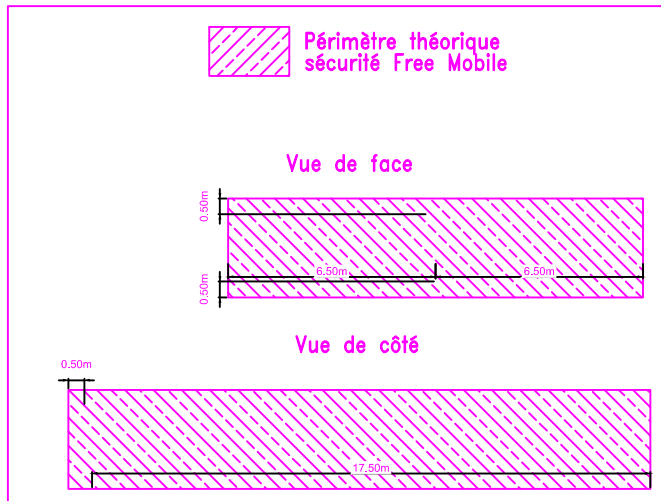 Périmètre théorique
sécurité Free Mobile
Vue de face
0.50m
6.50m 6.50m
0.50m
Vue de côté
0.50m
17.50m